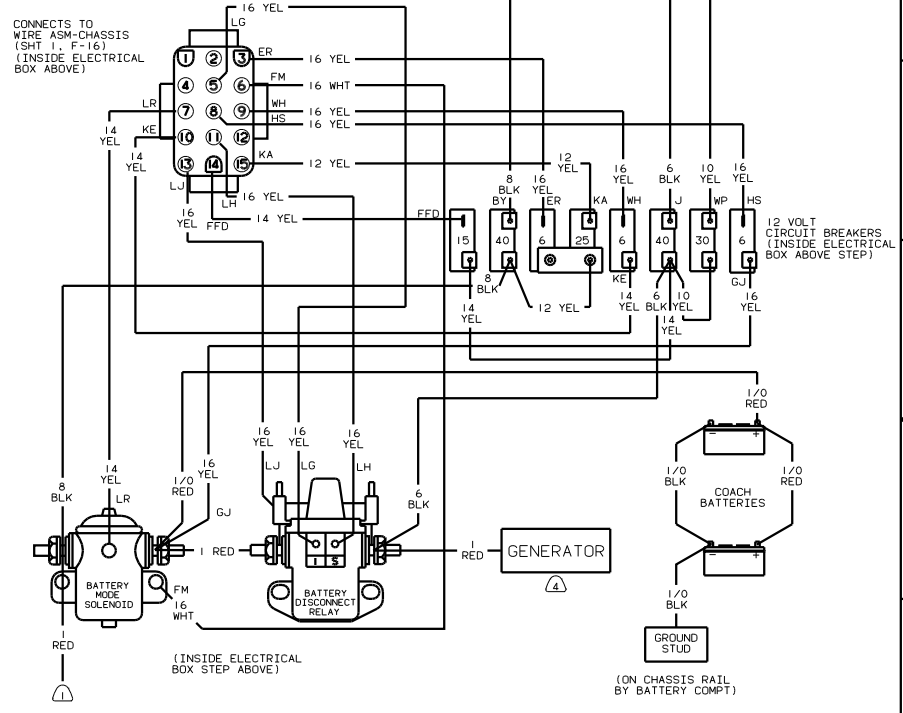 16 YEL
LG
CONNECTS TO
WIRE ASM-CHASSIS
(SHT 1, F-16)
(INSIDE ELECTRICAL
BOX ABOVE)
1 2 3
ER
16 YEL
4 5 6
FM
16 WHT
LR
7 8 9
WH
16 YEL
HS
16 YEL
14
YEL
KE
10 11 12
14
YEL
13 14 15
KA
12 YEL
12
YEL
LJ
16
YEL
FFD
LH
16 YEL
14 YEL
FFD
8
BLK
BY
16
YEL
ER
KA
16
YEL
WH
6
BLK
J
10
YEL
WP
16
YEL
HS
15
40
6
25
6
40
30
6
12 VOLT
CIRCUIT BREAKERS
(INSIDE ELECTRICAL
BOX ABOVE STEP)
8
BLK
KE
GJ
14
YEL
12 YEL
14
YEL
6
BLK
10
YEL
14
YEL
16
YEL
1/0
RED
16
YEL
16
YEL
16
YEL
LJ
LG
LH
8
BLK
14
YEL
LR
1/0
RED
16
YEL
GJ
6
BLK
1/0
BLK
- +
1/0
RED
COACH
BATTERIES
- +
1 RED
1
RED
GENERATOR
4
I S
BATTERY
MODE
SOLENOID
FM
16
WHT
BATTERY
DISCONNECT
RELAY
1/0
BLK
1
RED
1
(INSIDE ELECTRICAL
BOX STEP ABOVE)
GROUND
STUD
(ON CHASSIS RAIL
BY BATTERY COMPT)